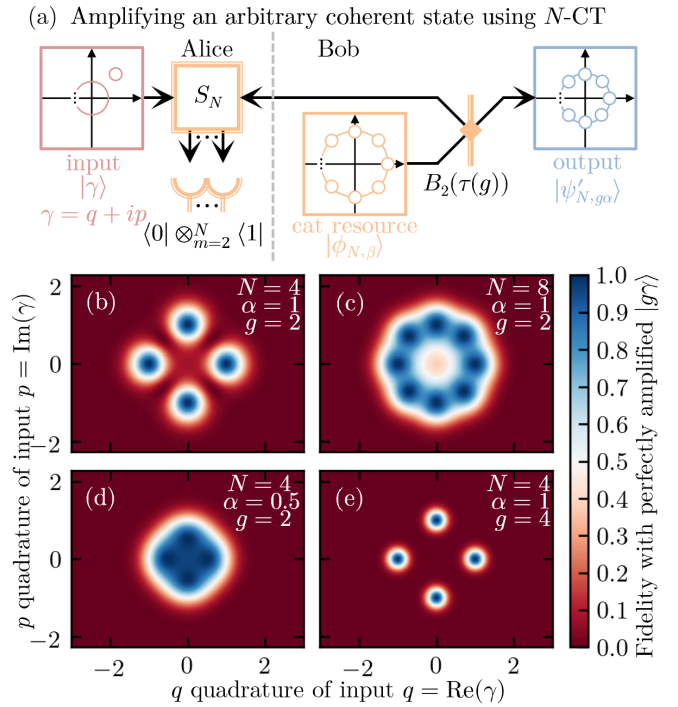 (a) Amplifying an arbitrary coherent state using N-CT
Alice
Bob
S_N
...
input
|γ⟩
γ = q + ip
...
⟨0| ⊗_{m=2}^N ⟨1|
cat resource
|ϕ_{N,β}⟩
B_2(τ(g))
output
|ψ′_{N,gα}⟩
(b)
N = 4
α = 1
g = 2
(c)
N = 8
α = 1
g = 2
(d)
N = 4
α = 0.5
g = 2
(e)
N = 4
α = 1
g = 4
2
0
−2
2
0
−2
p quadrature of input p = Im(γ)
−2 0 2
−2 0 2
q quadrature of input q = Re(γ)
1.0
0.9
0.8
0.7
0.6
0.5
0.4
0.3
0.2
0.1
0.0
Fidelity with perfectly amplified |gγ⟩